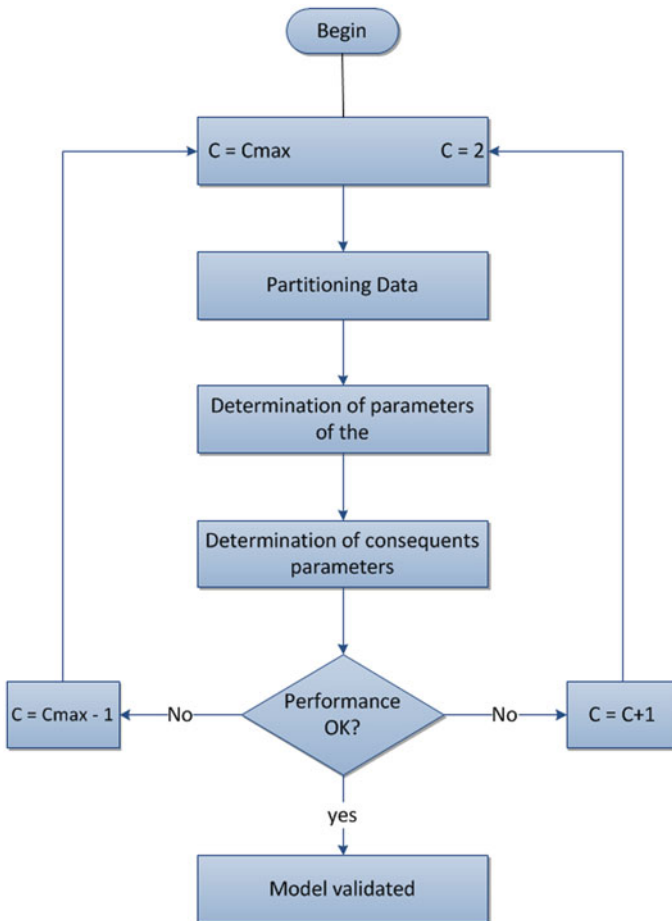 Begin
C = Cmax
C = 2
Partitioning Data
Determination of parameters
of the
Determination of consequents
parameters
Performance
OK?
No
No
C = Cmax - 1
C = C+1
yes
Model validated